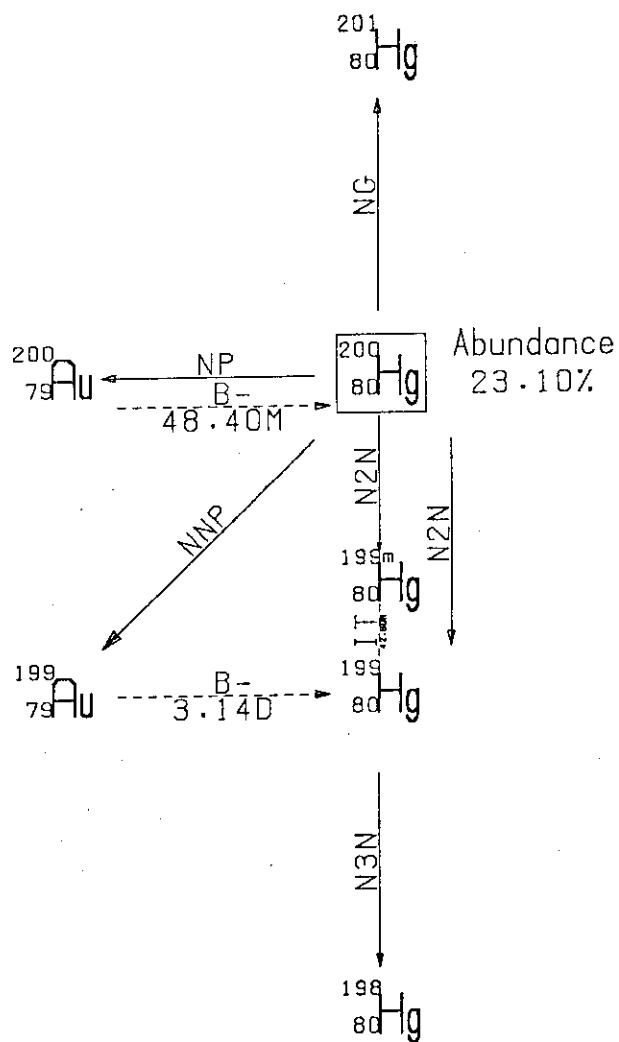 201
80Hg
NG
200
79Au
NP
B-
48.40M
200
80Hg
Abundance
23.10%
N2N
N2N
NNP
199m
80Hg
IT
199
79Au
B-
3.14D
199
80Hg
N3N
198
80Hg